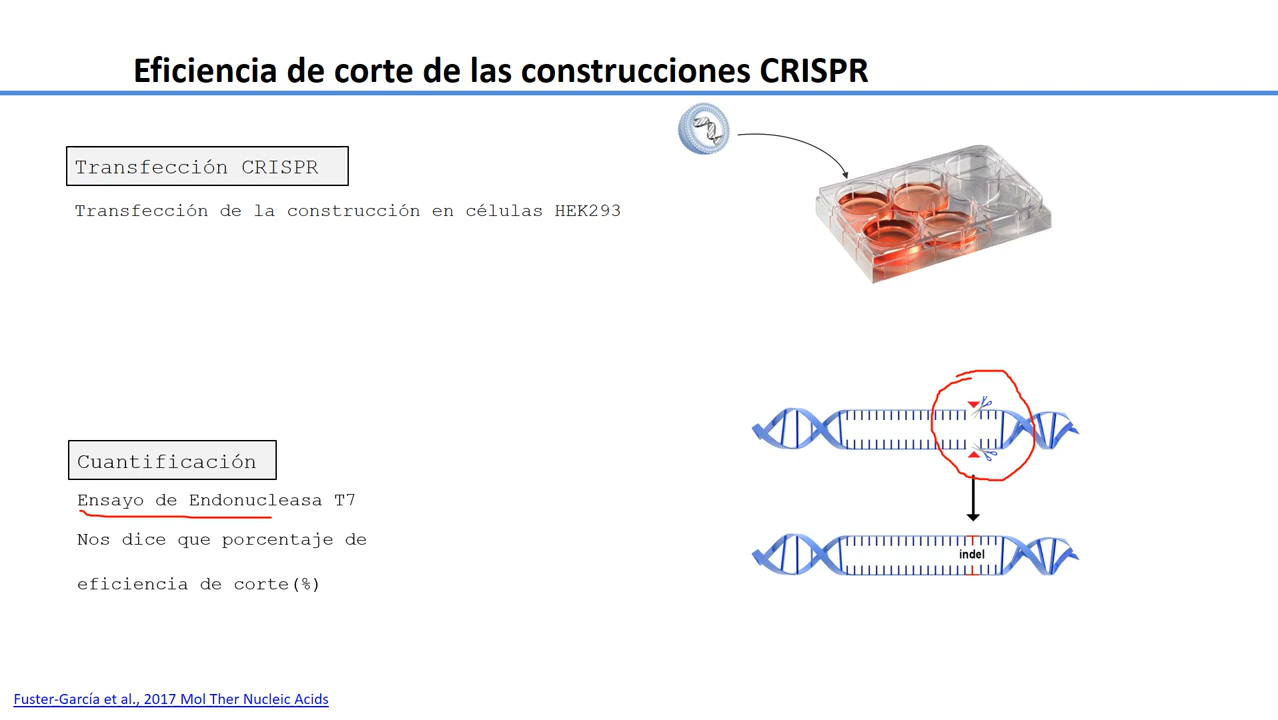 Eficiencia de corte de las construcciones CRISPR
Transfección CRISPR
Transfección de la construcción en células HEK293
Cuantificación
Ensayo de Endonucleasa T7
Nos dice que porcentaje de
eficiencia de corte(%)
indel
Fuster-García et al., 2017 Mol Ther Nucleic Acids